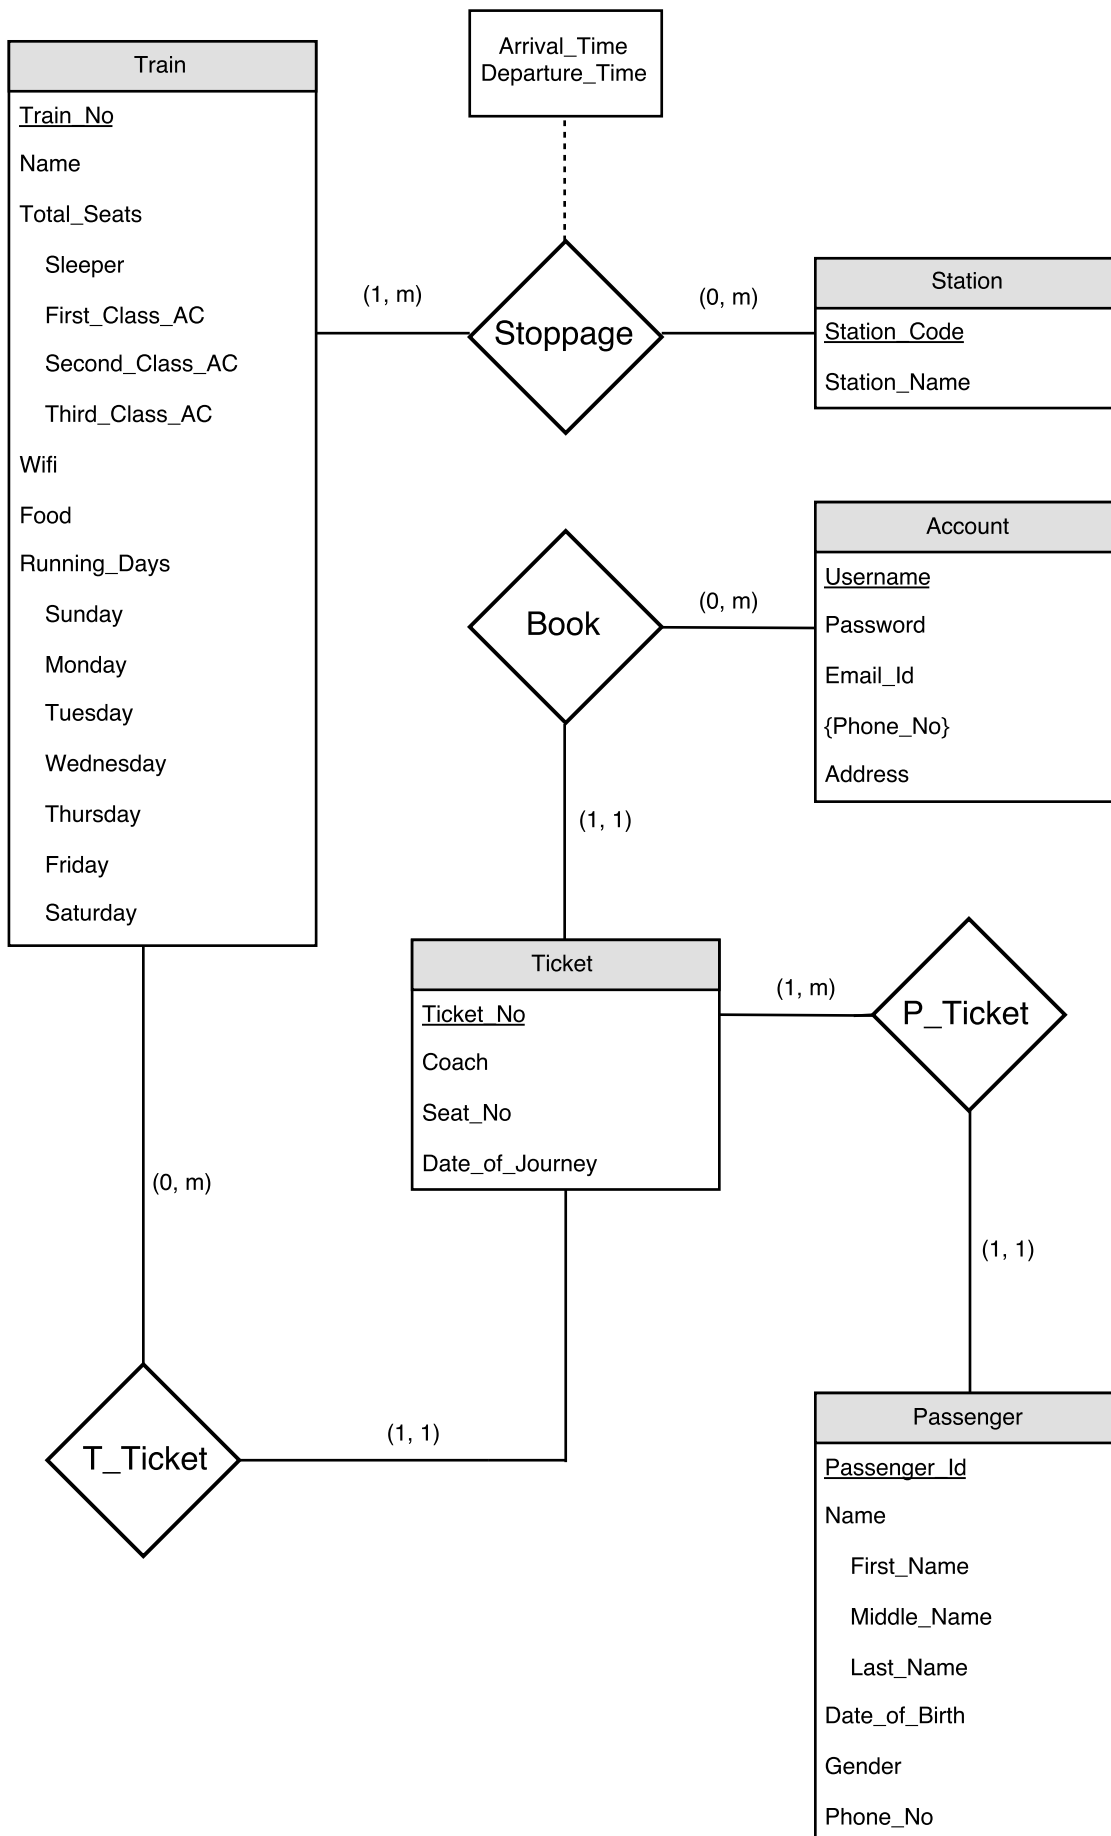 Arrival_Time
Departure_Time
Train
Train_No
Name
Total_Seats
Sleeper
First_Class_AC
Second_Class_AC
Third_Class_AC
Wifi
Food
Running_Days
Sunday
Monday
Tuesday
Wednesday
Thursday
Friday
Saturday
(1, m)
Stoppage
(0, m)
Station
Station_Code
Station_Name
Book
(0, m)
Account
Username
Password
Email_Id
{Phone_No}
Address
(1, 1)
Ticket
Ticket_No
Coach
Seat_No
Date_of_Journey
(1, m)
P_Ticket
(0, m)
(1, 1)
T_Ticket
(1, 1)
Passenger
Passenger_Id
Name
First_Name
Middle_Name
Last_Name
Date_of_Birth
Gender
Phone_No